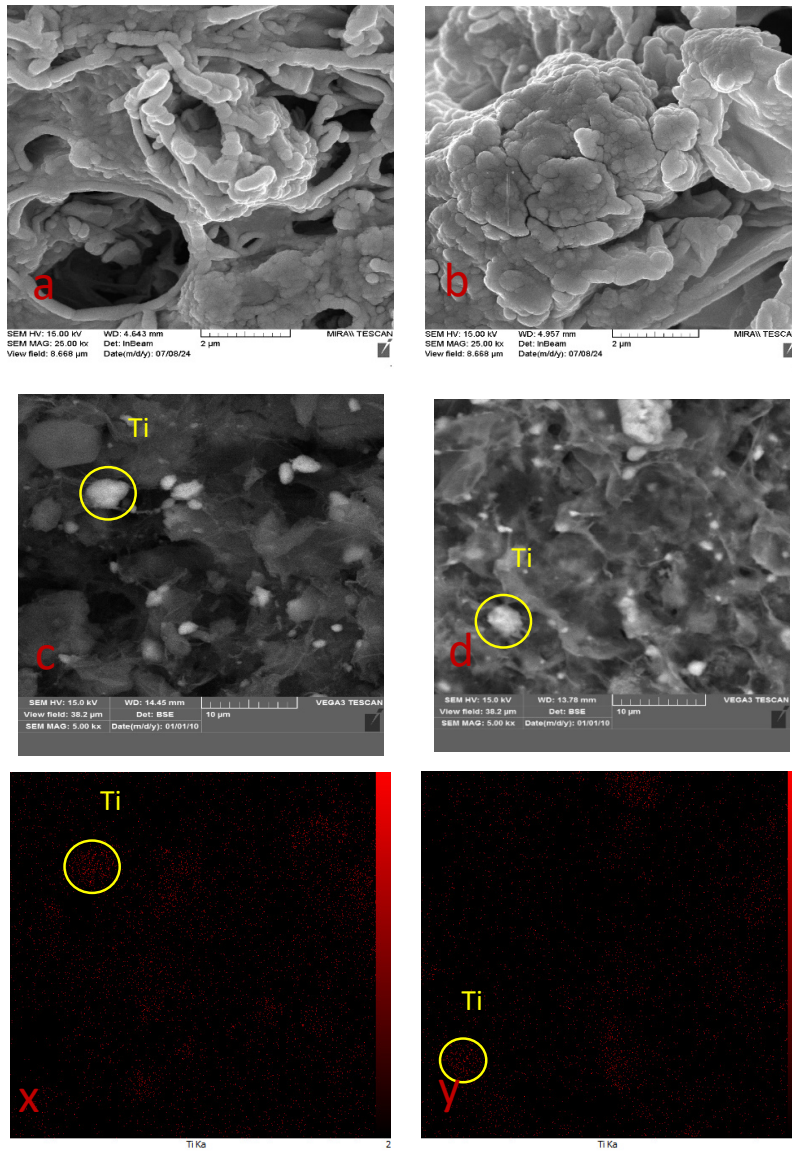 a
SEM HV: 15.00 kV WD: 4.643 mm
SEM MAG: 25.00 kx Det: InBeam 2 µm MIRA\\ TESCAN
View field: 8.668 µm Date(m/d/y): 07/08/24
b
SEM HV: 15.00 kV WD: 4.957 mm
SEM MAG: 25.00 kx Det: InBeam 2 µm MIRA\\ TESCAN
View field: 8.668 µm Date(m/d/y): 07/08/24
Ti
c
SEM HV: 15.0 kV WD: 14.45 mm VEGA3 TESCAN
View field: 38.2 µm Det: BSE 10 µm
SEM MAG: 5.00 kx Date(m/d/y): 01/01/10
Ti
d
SEM HV: 15.0 kV WD: 13.78 mm VEGA3 TESCAN
View field: 38.2 µm Det: BSE 10 µm
SEM MAG: 5.00 kx Date(m/d/y): 01/01/10
Ti
x
Ti Ka 2
Ti
y
Ti Ka